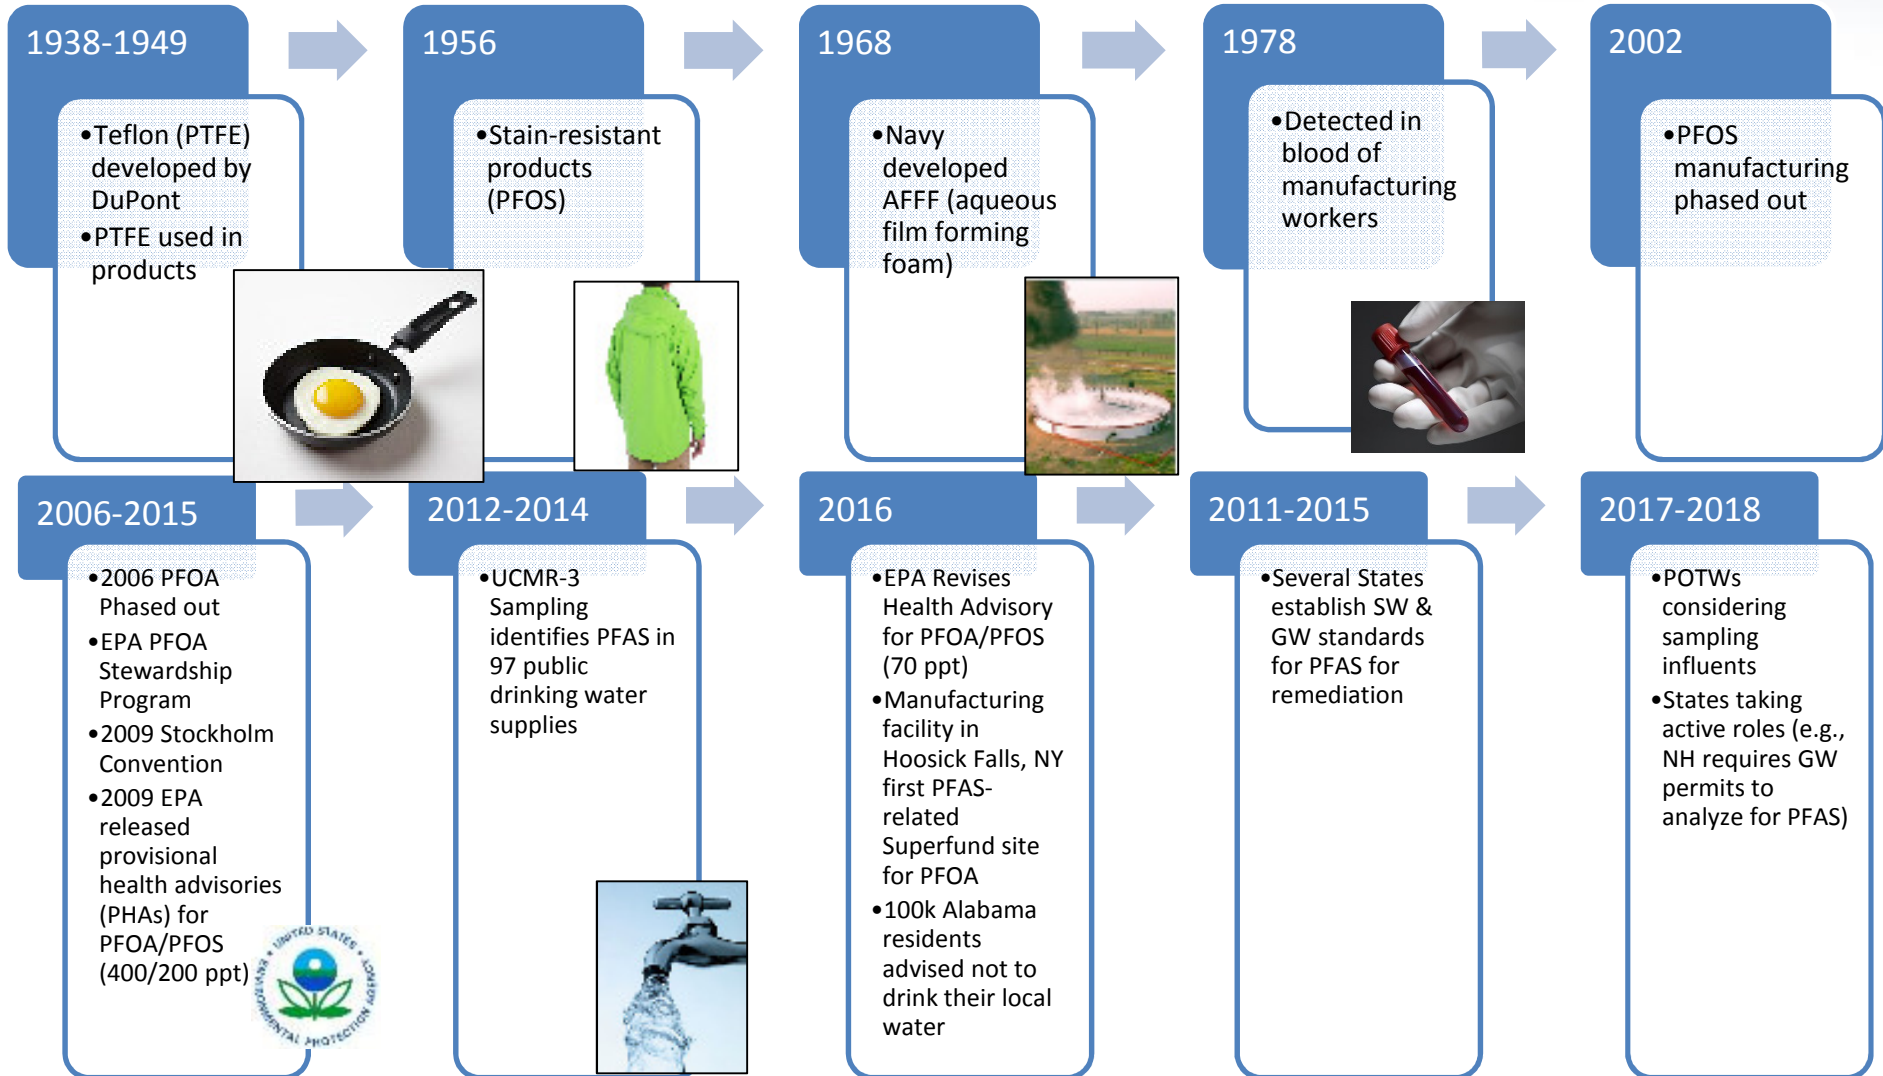 1938-1949
•Teflon (PTFE)
developed by
DuPont
•PTFE used in
products
1956
•Stain-resistant
products
(PFOS)
1968
•Navy
developed
AFFF (aqueous
film forming
foam)
1978
•Detected in
blood of
manufacturing
workers
2002
•PFOS
manufacturing
phased out
2006-2015
•2006 PFOA
Phased out
•EPA PFOA
Stewardship
Program
•2009 Stockholm
Convention
•2009 EPA
released
provisional
health advisories
(PHAs) for
PFOA/PFOS
(400/200 ppt)
UNITED STATES
ENVIRONMENTAL PROTECTION AGENCY
2012-2014
•UCMR-3
Sampling
identifies PFAS in
97 public
drinking water
supplies
2016
•EPA Revises
Health Advisory
for PFOA/PFOS
(70 ppt)
•Manufacturing
facility in
Hoosick Falls, NY
first PFAS-
related
Superfund site
for PFOA
•100k Alabama
residents
advised not to
drink their local
water
2011-2015
•Several States
establish SW &
GW standards
for PFAS for
remediation
2017-2018
•POTWs
considering
sampling
influents
•States taking
active roles (e.g.,
NH requires GW
permits to
analyze for PFAS)